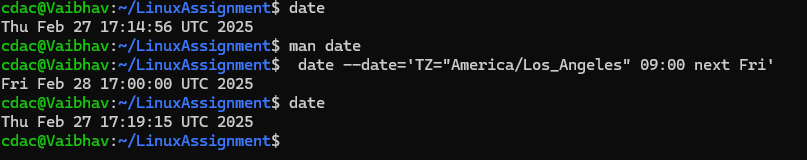 cdac@Vaibhav:~/LinuxAssignment$ date
Thu Feb 27 17:14:56 UTC 2025
cdac@Vaibhav:~/LinuxAssignment$ man date
cdac@Vaibhav:~/LinuxAssignment$  date --date='TZ="America/Los_Angeles" 09:00 next Fri'
Fri Feb 28 17:00:00 UTC 2025
cdac@Vaibhav:~/LinuxAssignment$ date
Thu Feb 27 17:19:15 UTC 2025
cdac@Vaibhav:~/LinuxAssignment$